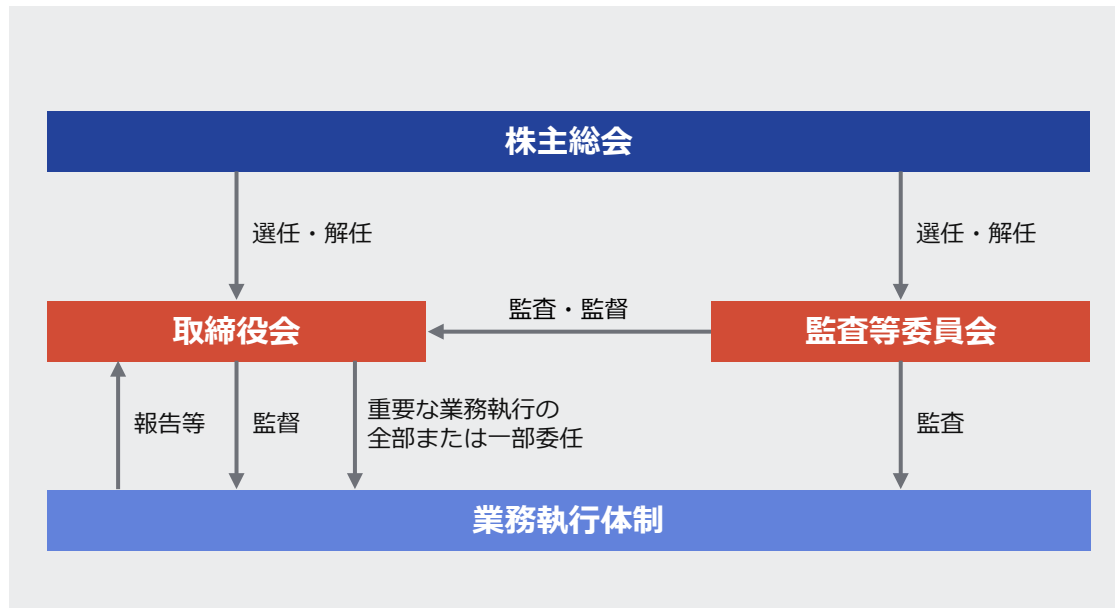 株主総会
選任・解任
選任・解任
監査・監督
取締役会
監査等委員会
報告等
監督
重要な業務執行の
全部または一部委任
監査
業務執行体制